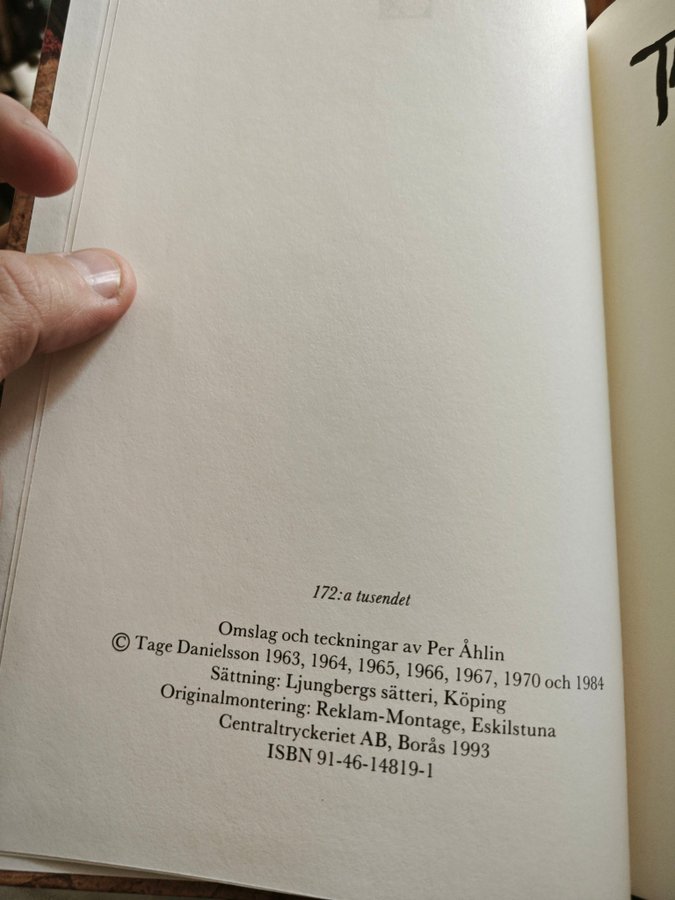 172:a tusendet
Omslag och teckningar av Per Åhlin
© Tage Danielsson 1963, 1964, 1965, 1966, 1967, 1970 och 1984
Sättning: Ljungbergs sätteri, Köping
Originalmontering: Reklam-Montage, Eskilstuna
Centraltryckeriet AB, Borås 1993
ISBN 91-46-14819-1